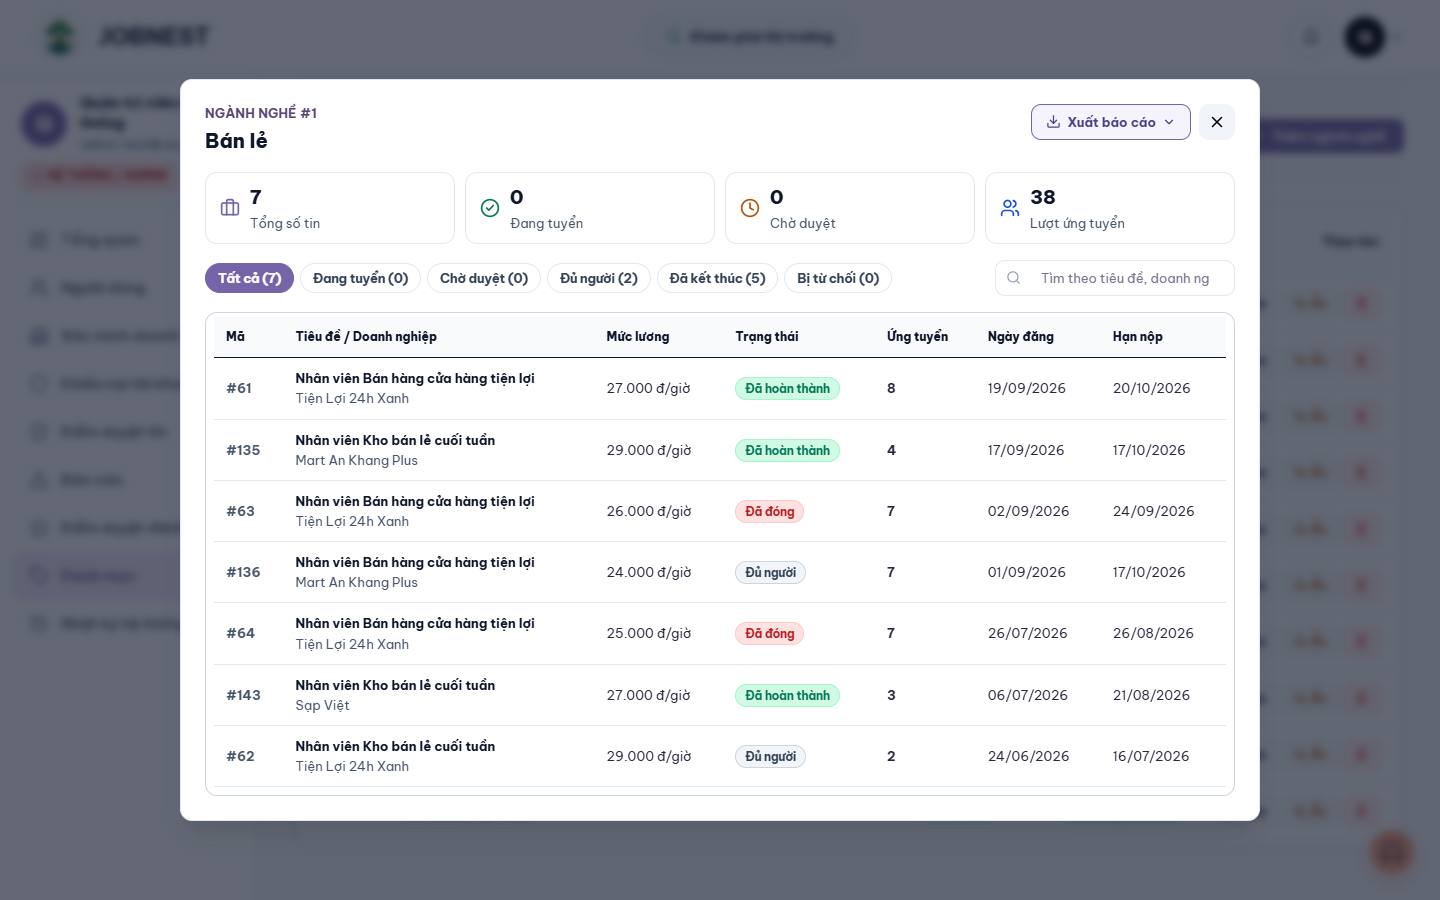 JOBNEST
Khám phá thị trường
NGÀNH NGHỀ #1
Bán lẻ
Xuất báo cáo
7
Tổng số tin
0
Đang tuyển
0
Chờ duyệt
38
Lượt ứng tuyển
Tất cả (7)
Đang tuyển (0)
Chờ duyệt (0)
Đủ người (2)
Đã kết thúc (5)
Bị từ chối (0)
Tìm theo tiêu đề, doanh ng
Mã Tiêu đề / Doanh nghiệp Mức lương Trạng thái Ứng tuyển Ngày đăng Hạn nộp
#61 Nhân viên Bán hàng cửa hàng tiện lợi 27.000 đ/giờ Đã hoàn thành 8 19/09/2026 20/10/2026
Tiện Lợi 24h Xanh
#135 Nhân viên Kho bán lẻ cuối tuần 29.000 đ/giờ Đã hoàn thành 4 17/09/2026 17/10/2026
Mart An Khang Plus
#63 Nhân viên Bán hàng cửa hàng tiện lợi 26.000 đ/giờ Đã đóng 7 02/09/2026 24/09/2026
Tiện Lợi 24h Xanh
#136 Nhân viên Bán hàng cửa hàng tiện lợi 24.000 đ/giờ Đủ người 7 01/09/2026 17/10/2026
Mart An Khang Plus
#64 Nhân viên Bán hàng cửa hàng tiện lợi 25.000 đ/giờ Đã đóng 7 26/07/2026 26/08/2026
Tiện Lợi 24h Xanh
#143 Nhân viên Kho bán lẻ cuối tuần 27.000 đ/giờ Đã hoàn thành 3 06/07/2026 21/08/2026
Sạp Việt
#62 Nhân viên Kho bán lẻ cuối tuần 29.000 đ/giờ Đủ người 2 24/06/2026 16/07/2026
Tiện Lợi 24h Xanh
Tổng quan
Người dùng
Danh mục